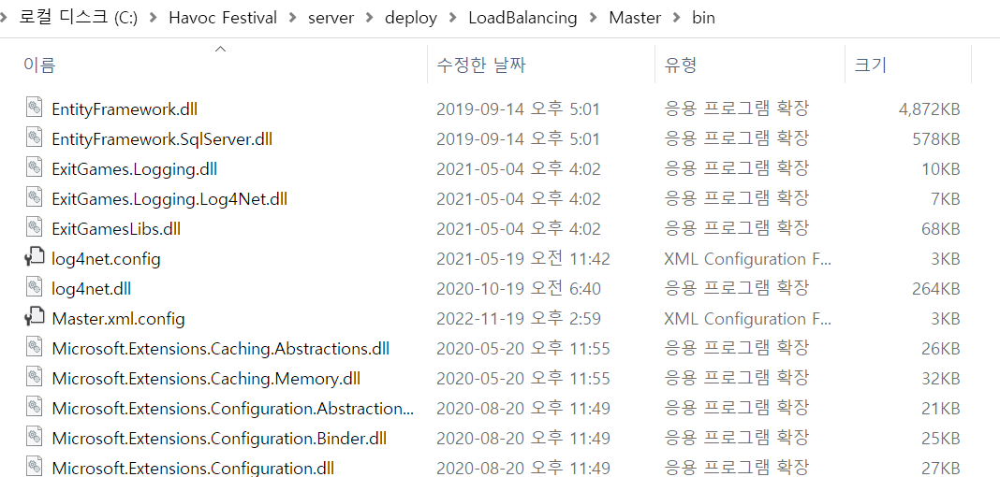 로컬 디스크 (C:) > Havoc Festival > server > deploy > LoadBalancing > Master > bin
이름 수정한 날짜 유형 크기
EntityFramework.dll 2019-09-14 오후 5:01 응용 프로그램 확장 4,872KB
EntityFramework.SqlServer.dll 2019-09-14 오후 5:01 응용 프로그램 확장 578KB
ExitGames.Logging.dll 2021-05-04 오후 4:02 응용 프로그램 확장 10KB
ExitGames.Logging.Log4Net.dll 2021-05-04 오후 4:02 응용 프로그램 확장 7KB
ExitGamesLibs.dll 2021-05-04 오후 4:02 응용 프로그램 확장 68KB
log4net.config 2021-05-19 오전 11:42 XML Configuration F... 3KB
log4net.dll 2020-10-19 오전 6:40 응용 프로그램 확장 264KB
Master.xml.config 2022-11-19 오후 2:59 XML Configuration F... 3KB
Microsoft.Extensions.Caching.Abstractions.dll 2020-05-20 오후 11:55 응용 프로그램 확장 26KB
Microsoft.Extensions.Caching.Memory.dll 2020-05-20 오후 11:55 응용 프로그램 확장 32KB
Microsoft.Extensions.Configuration.Abstraction... 2020-08-20 오후 11:49 응용 프로그램 확장 21KB
Microsoft.Extensions.Configuration.Binder.dll 2020-08-20 오후 11:49 응용 프로그램 확장 25KB
Microsoft.Extensions.Configuration.dll 2020-08-20 오후 11:49 응용 프로그램 확장 27KB